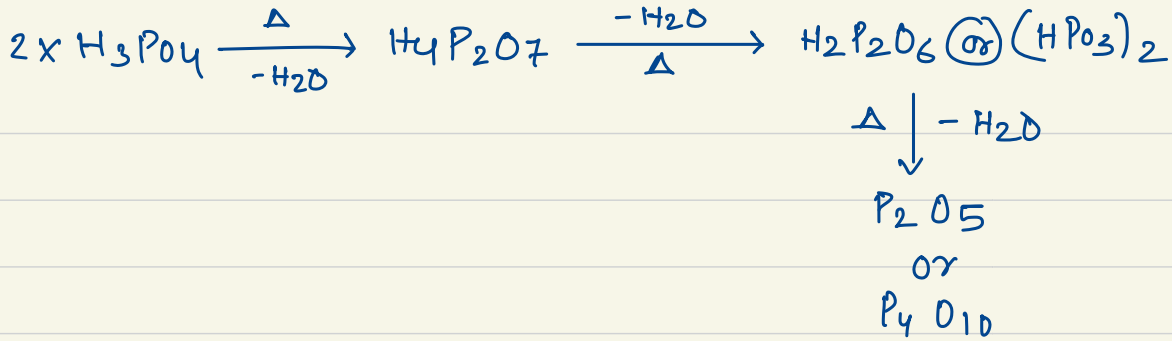 2 x H3PO4 Δ → -H2O H4P2O7 -H2O → Δ H2P2O6 or (HPO3)2
Δ ↓ - H2O
P2O5
or
P4O10